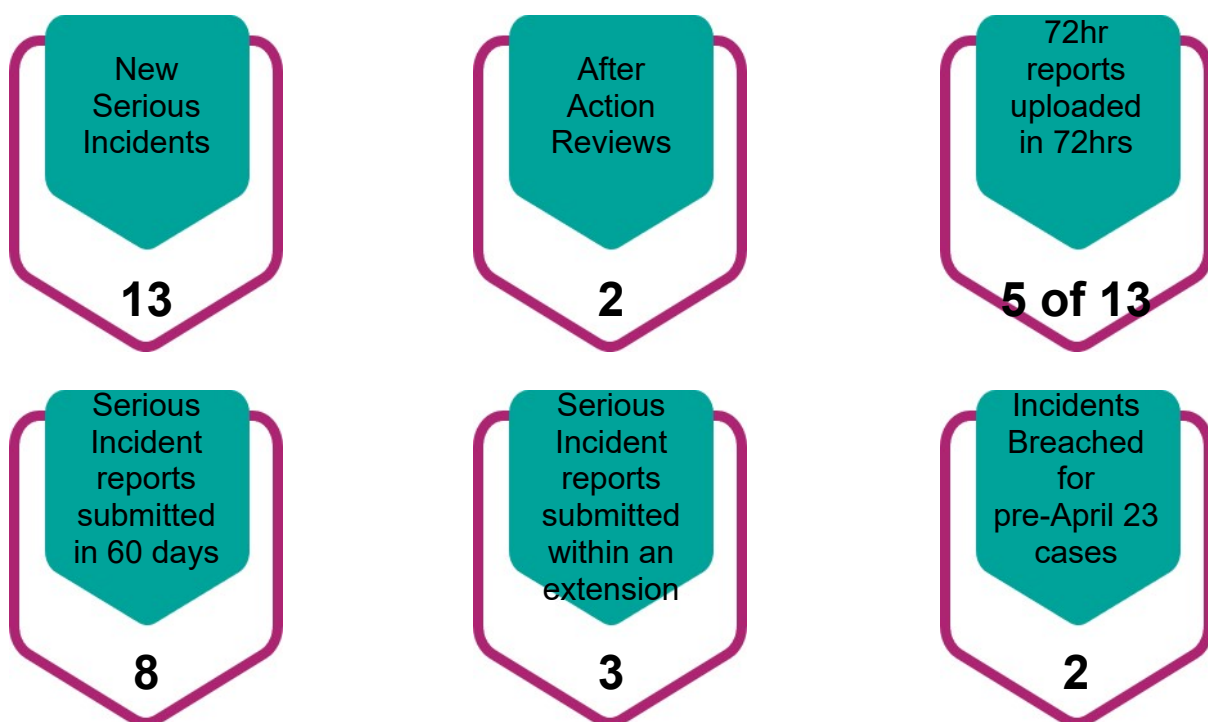 New
Serious
Incidents
13
After
Action
Reviews
2
72hr
reports
uploaded
in 72hrs
5 of 13
Serious
Incident
reports
submitted
in 60 days
8
Serious
Incident
reports
submitted
within an
extension
3
Incidents
Breached
for
pre-April 23
cases
2